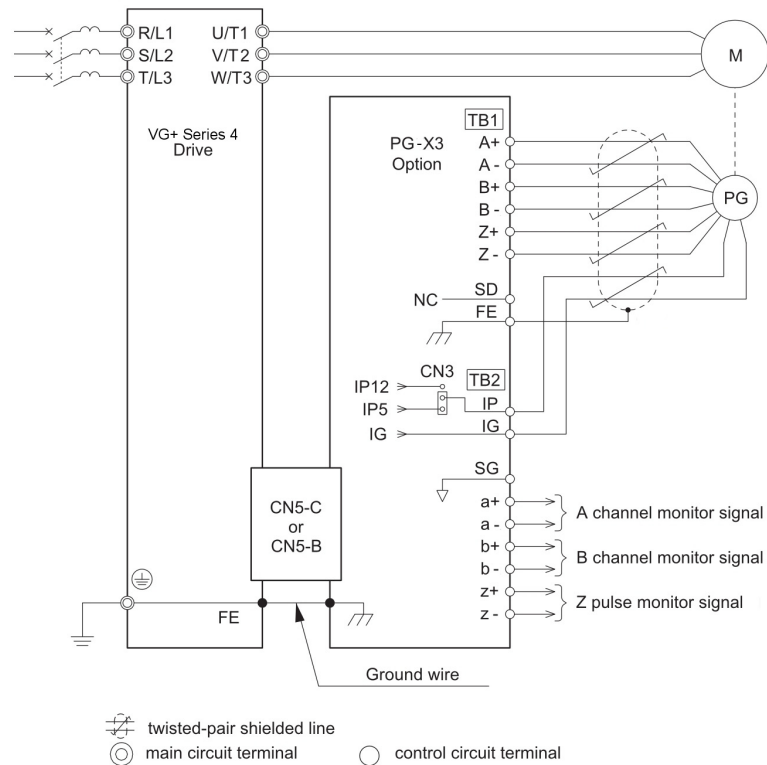 R/L1
U/T1
S/L2
V/T2
T/L3
W/T3
M
VG+ Series 4
Drive
PG-X3
Option
TB1
A+
A -
B+
B -
Z+
Z -
PG
SD
NC
FE
CN3
TB2
IP12
IP5
IP
IG
IG
SG
CN5-C
or
CN5-B
a+
a -
A channel monitor signal
b+
b -
B channel monitor signal
z+
z -
Z pulse monitor signal
FE
Ground wire
twisted-pair shielded line
main circuit terminal
control circuit terminal